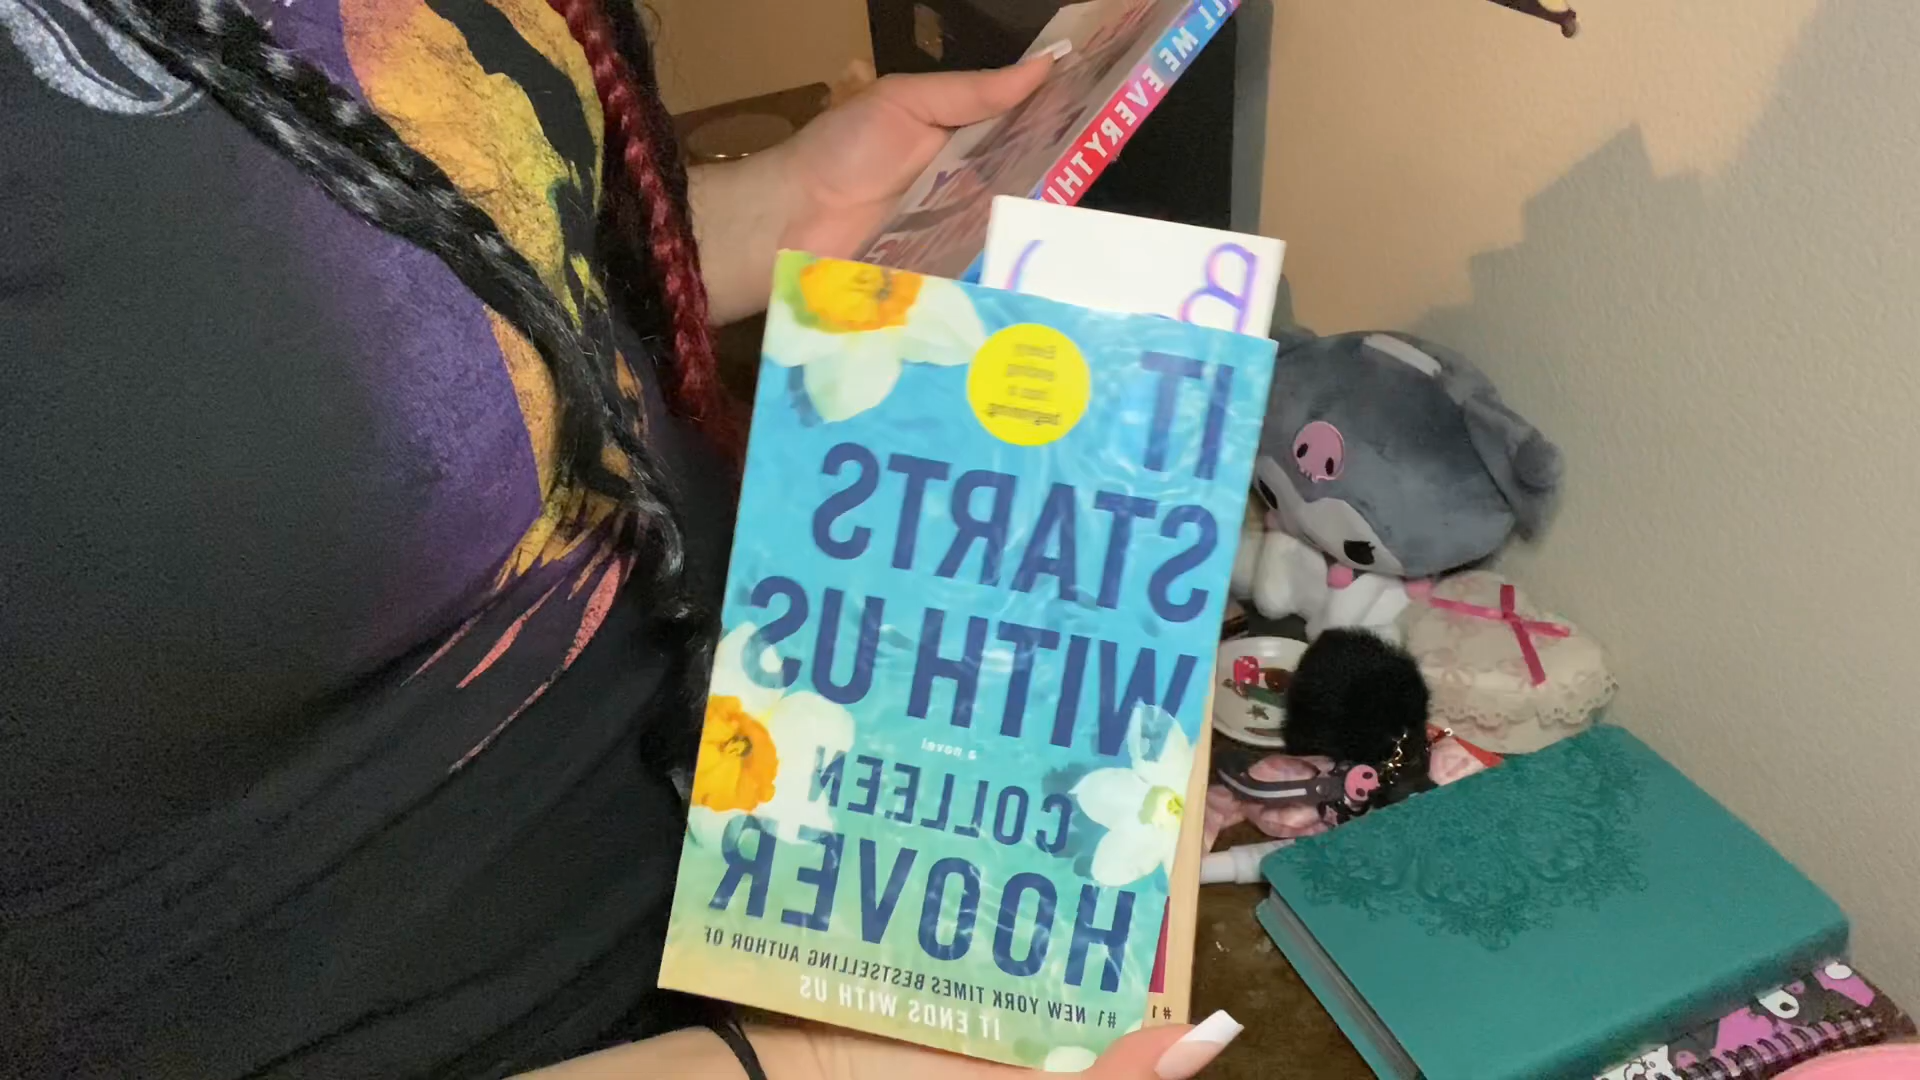 LL ME EVERYTHI
B
IT
STARTS
WITH US
a novel
COLLEEN
HOOVER
#1 NEW YORK TIMES BESTSELLING AUTHOR OF
IT ENDS WITH US
#1